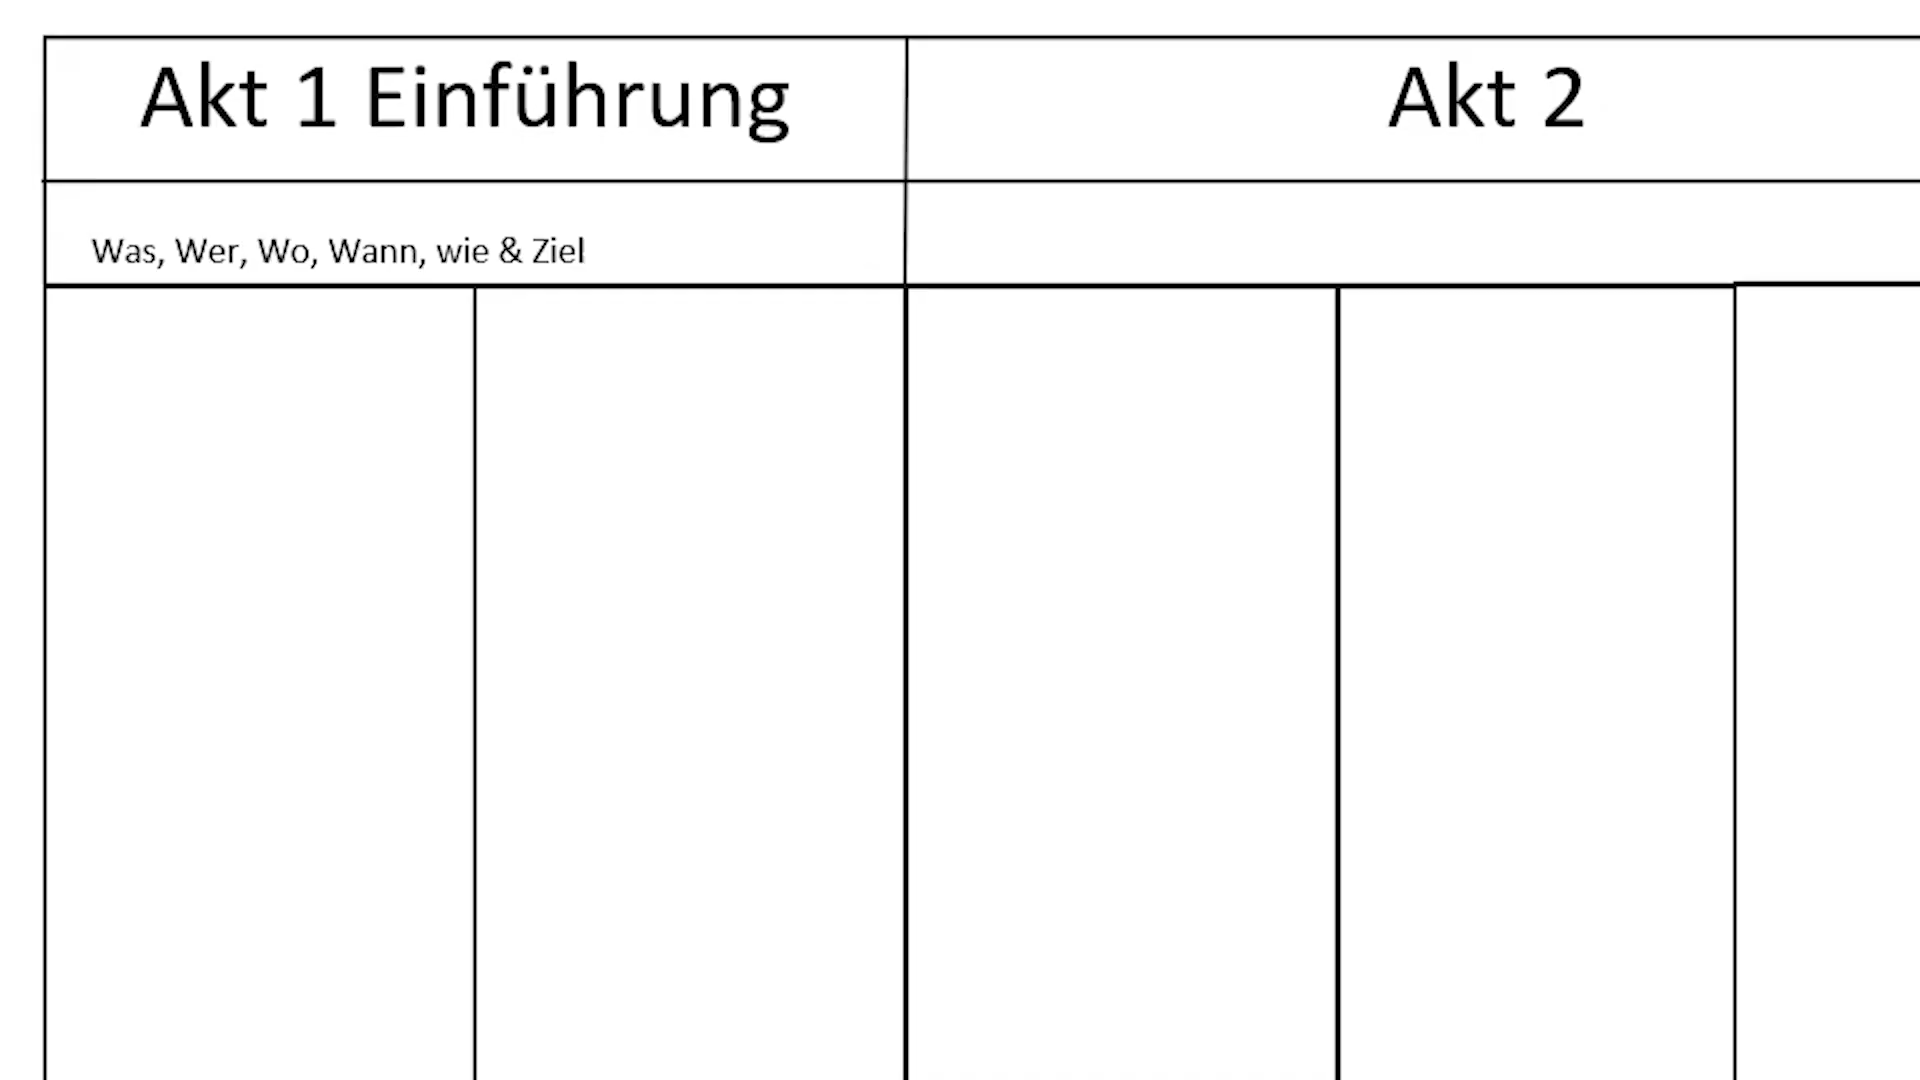 Akt 1 Einführung
Akt 2
Was, Wer, Wo, Wann, wie & Ziel